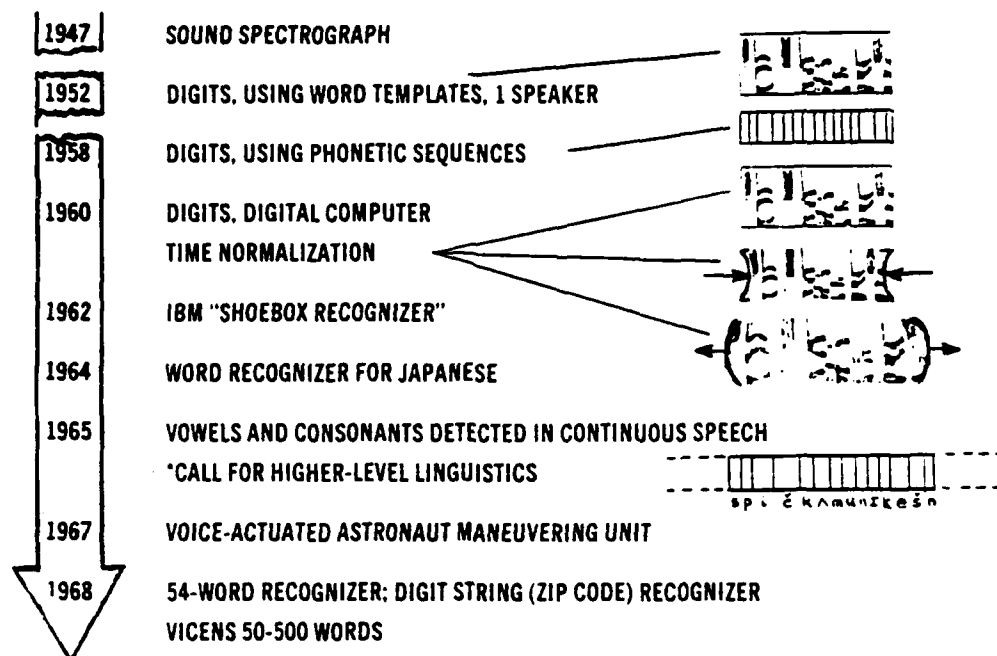 1947 SOUND SPECTROGRAPH
1952 DIGITS, USING WORD TEMPLATES, 1 SPEAKER
1958 DIGITS, USING PHONETIC SEQUENCES
1960 DIGITS, DIGITAL COMPUTER
TIME NORMALIZATION
1962 IBM "SHOEBOX RECOGNIZER"
1964 WORD RECOGNIZER FOR JAPANESE
1965 VOWELS AND CONSONANTS DETECTED IN CONTINUOUS SPEECH
*CALL FOR HIGHER-LEVEL LINGUISTICS
s p i č k ʌ m u n ɪ k e š n
1967 VOICE-ACTUATED ASTRONAUT MANEUVERING UNIT
1968 54-WORD RECOGNIZER; DIGIT STRING (ZIP CODE) RECOGNIZER
VICENS 50-500 WORDS